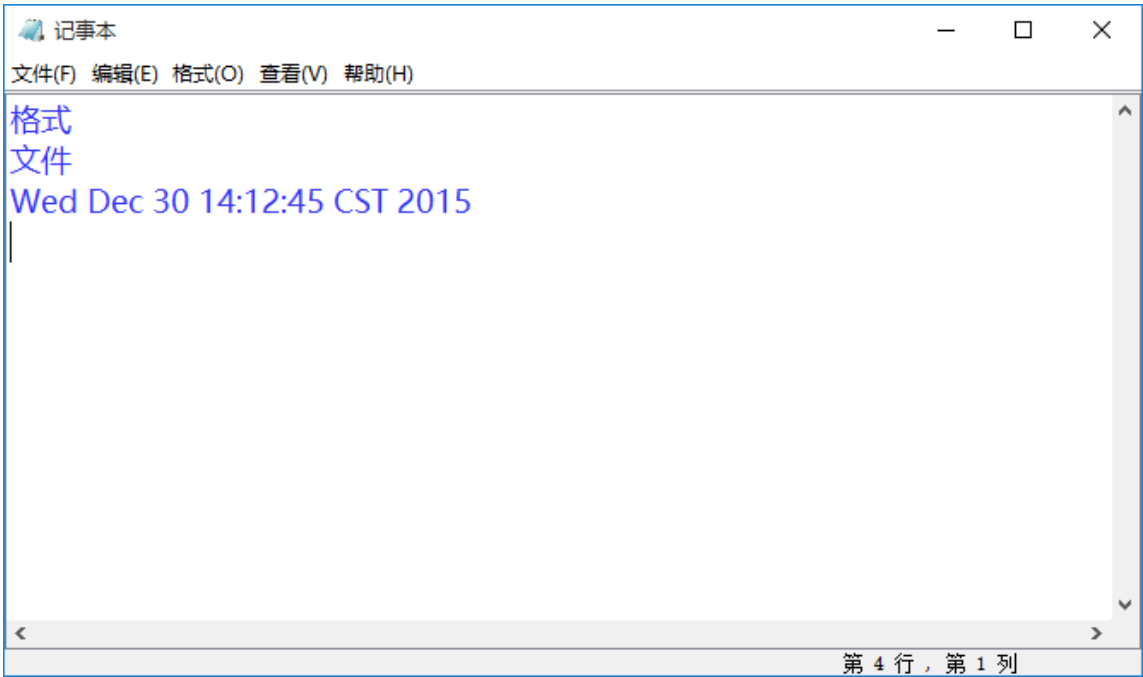 记事本
文件(F) 编辑(E) 格式(O) 查看(V) 帮助(H)
格式
文件
Wed Dec 30 14:12:45 CST 2015
第 4 行，第 1 列